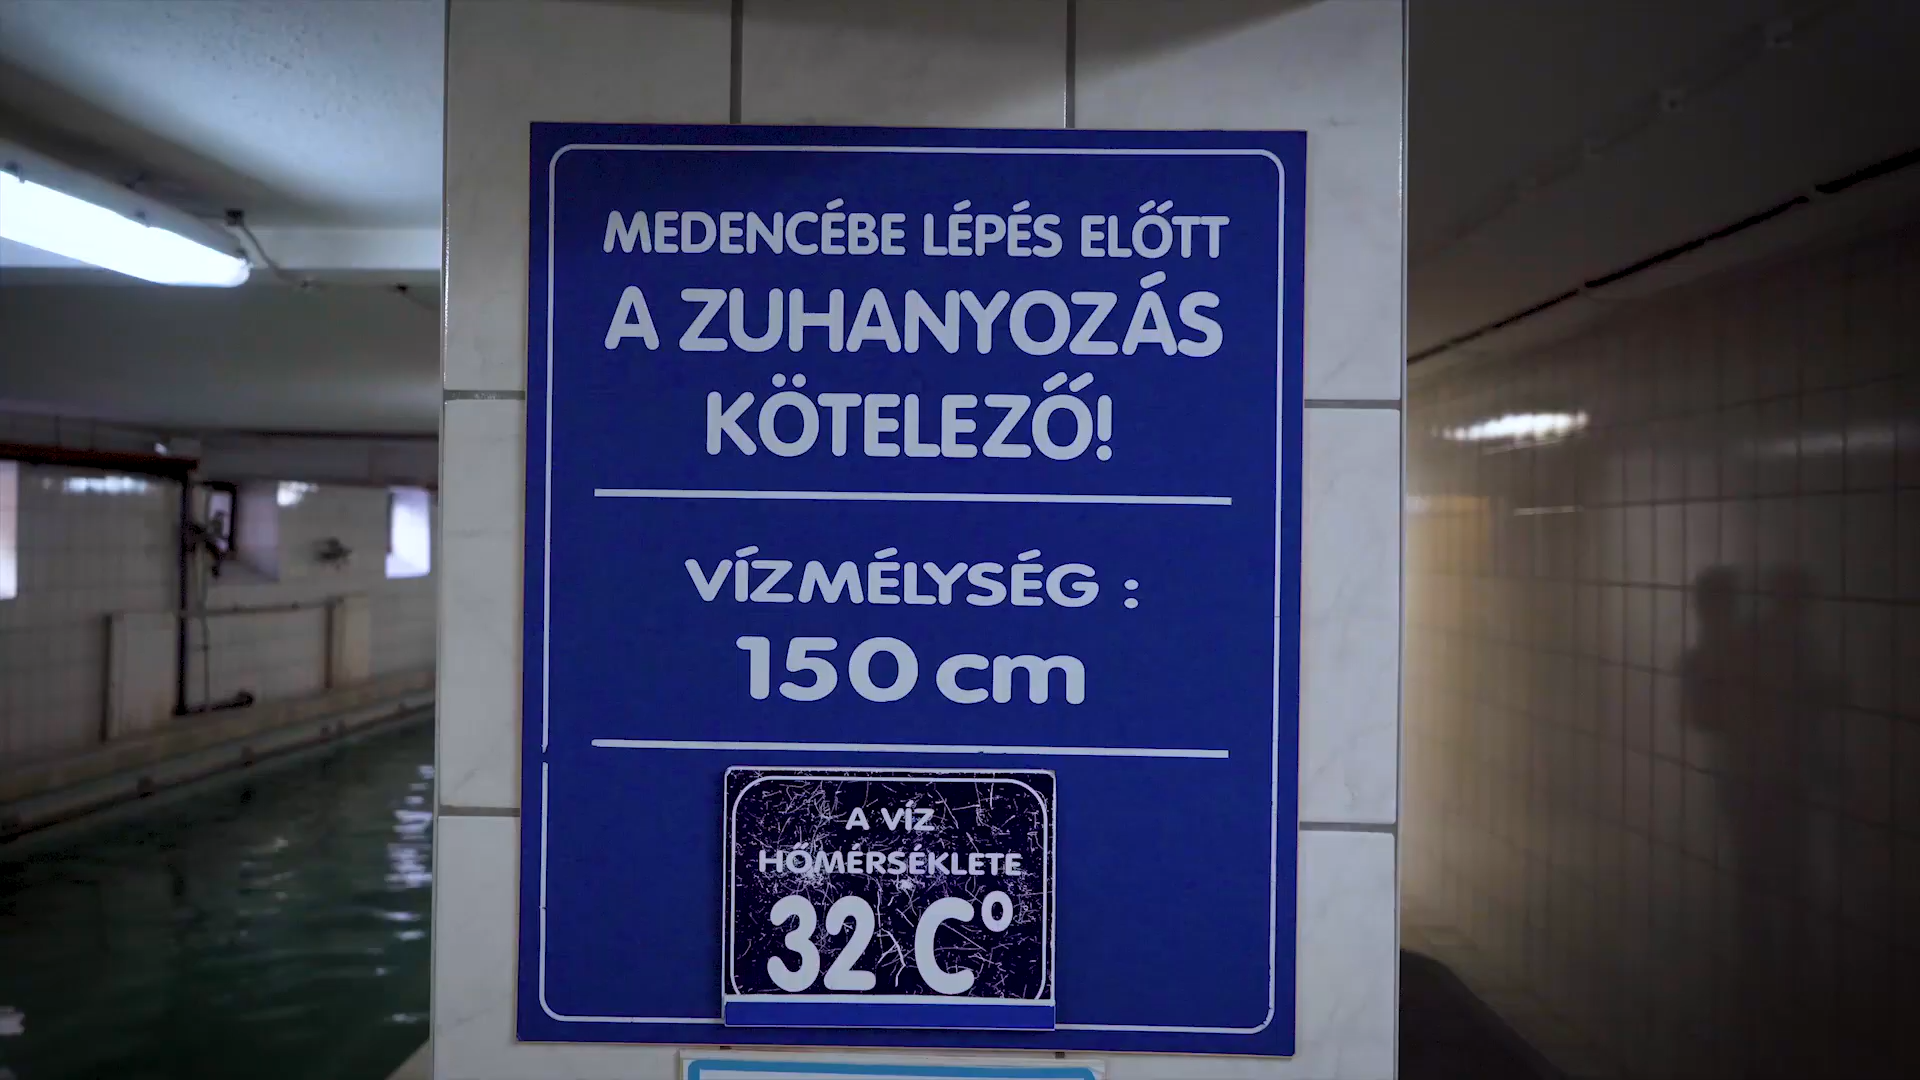 MEDENCÉBE LÉPÉS ELŐTT
A ZUHANYOZÁS
KÖTELEZŐ!
VÍZMÉLYSÉG :
150 cm
A VÍZ
HŐMÉRSÉKLETE
32 C°